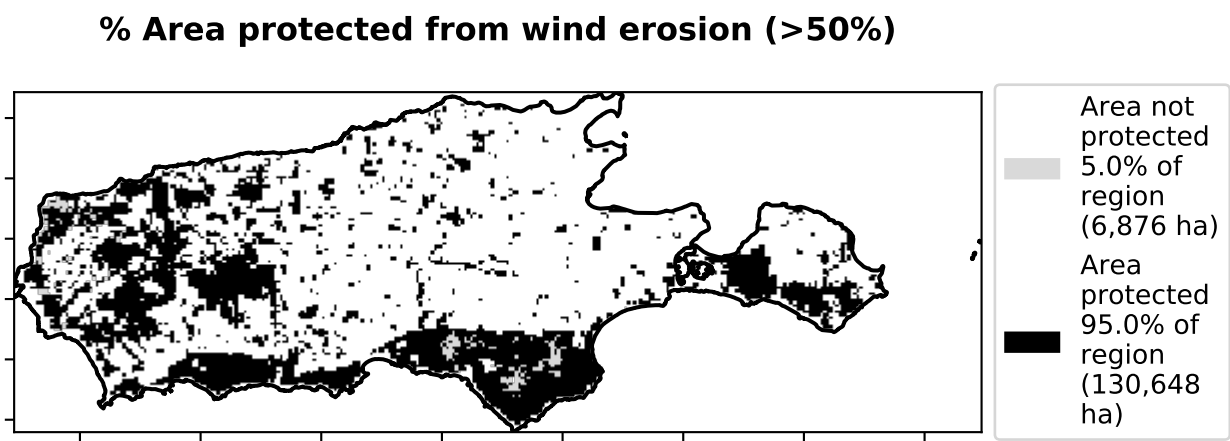 % Area protected from wind erosion (>50%)
Area not
protected
5.0% of
region
(6,876 ha)
Area
protected
95.0% of
region
(130,648
ha)